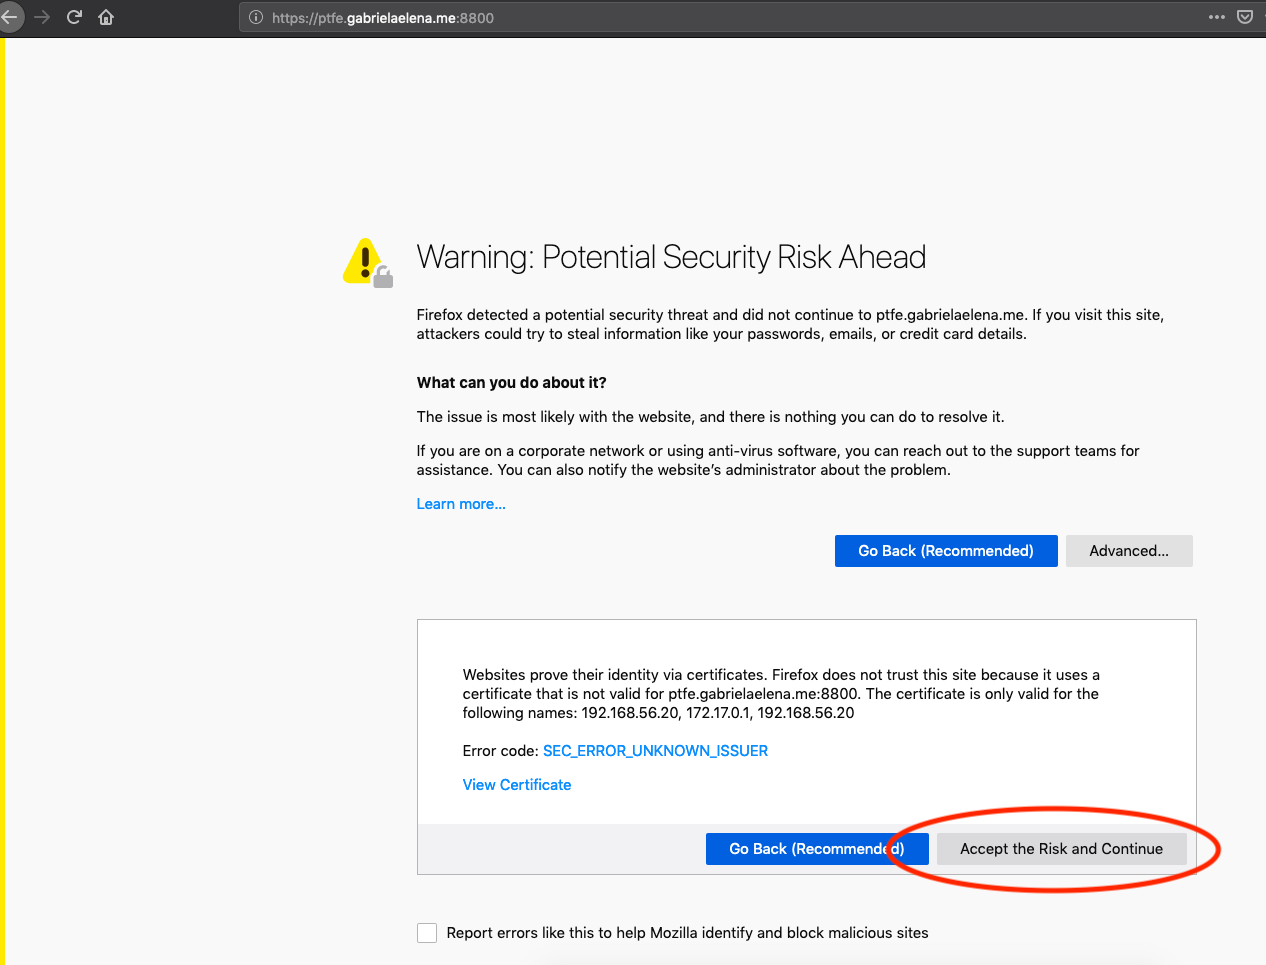 https://ptfe.gabrielaelena.me:8800
Warning: Potential Security Risk Ahead
Firefox detected a potential security threat and did not continue to ptfe.gabrielaelena.me. If you visit this site,
attackers could try to steal information like your passwords, emails, or credit card details.
What can you do about it?
The issue is most likely with the website, and there is nothing you can do to resolve it.
If you are on a corporate network or using anti-virus software, you can reach out to the support teams for
assistance. You can also notify the website’s administrator about the problem.
Learn more...
Go Back (Recommended) Advanced...
Websites prove their identity via certificates. Firefox does not trust this site because it uses a
certificate that is not valid for ptfe.gabrielaelena.me:8800. The certificate is only valid for the
following names: 192.168.56.20, 172.17.0.1, 192.168.56.20
Error code: SEC_ERROR_UNKNOWN_ISSUER
View Certificate
Go Back (Recommended) Accept the Risk and Continue
Report errors like this to help Mozilla identify and block malicious sites